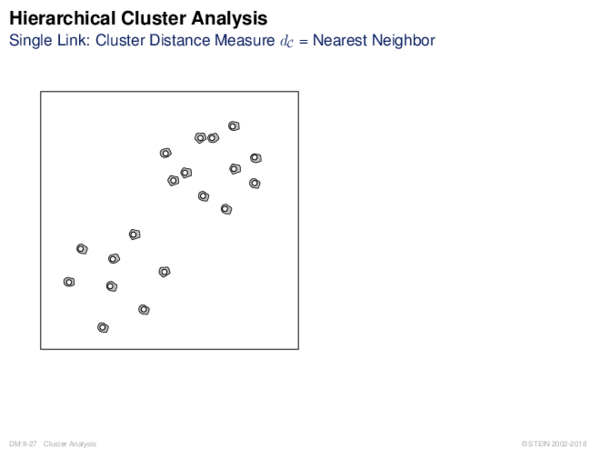 Hierarchical Cluster Analysis
Single Link: Cluster Distance Measure dC = Nearest Neighbor
DM:II-27 Cluster Analysis
©STEIN 2002-2018